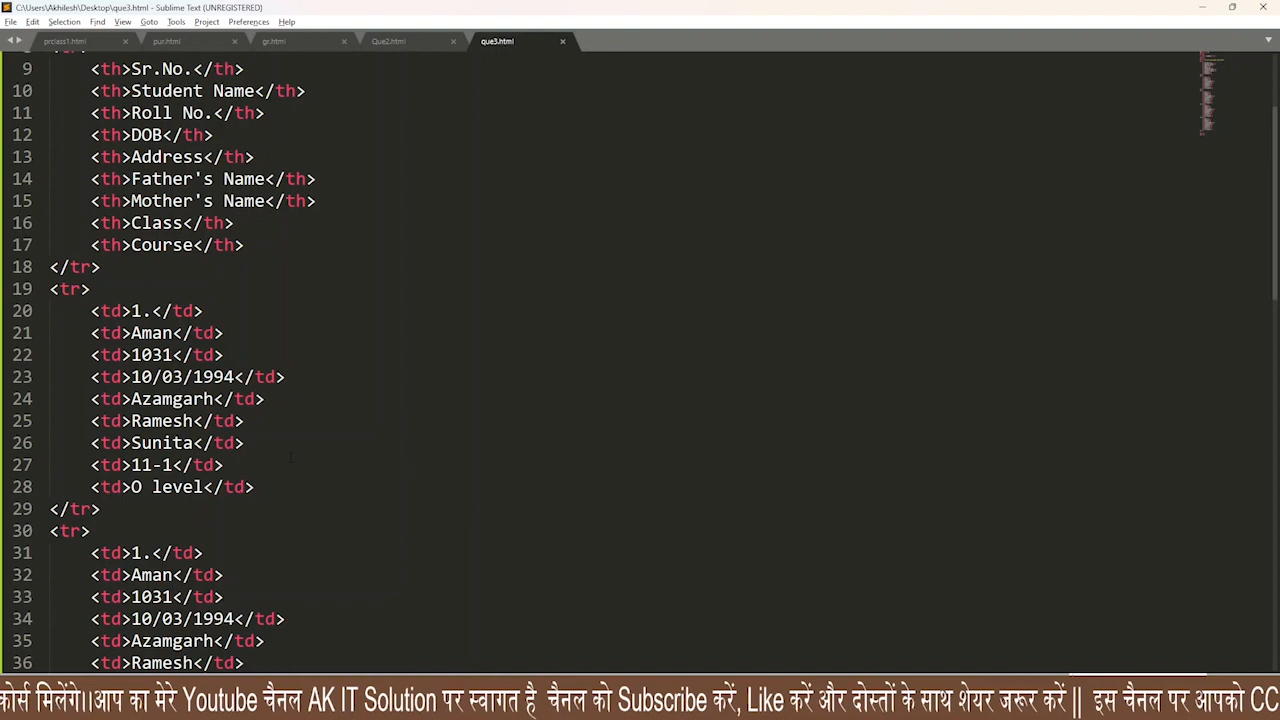 C:\Users\Akhilesh\Desktop\que3.html - Sublime Text (UNREGISTERED)
File Edit Selection Find View Goto Tools Project Preferences Help
prclass1.html pur.html gr.html Que2.html que3.html
9 <th>Sr.No.</th>
10 <th>Student Name</th>
11 <th>Roll No.</th>
12 <th>DOB</th>
13 <th>Address</th>
14 <th>Father's Name</th>
15 <th>Mother's Name</th>
16 <th>Class</th>
17 <th>Course</th>
18 </tr>
19 <tr>
20 <td>1.</td>
21 <td>Aman</td>
22 <td>1031</td>
23 <td>10/03/1994</td>
24 <td>Azamgarh</td>
25 <td>Ramesh</td>
26 <td>Sunita</td>
27 <td>11-1</td>
28 <td>O level</td>
29 </tr>
30 <tr>
31 <td>1.</td>
32 <td>Aman</td>
33 <td>1031</td>
34 <td>10/03/1994</td>
35 <td>Azamgarh</td>
36 <td>Ramesh</td>
कोर्स मिलेंगे।।आप का मेरे Youtube चैनल AK IT Solution पर स्वागत है चैनल को Subscribe करें, Like करें और दोस्तों के साथ शेयर जरूर करें || इस चैनल पर आपको CC